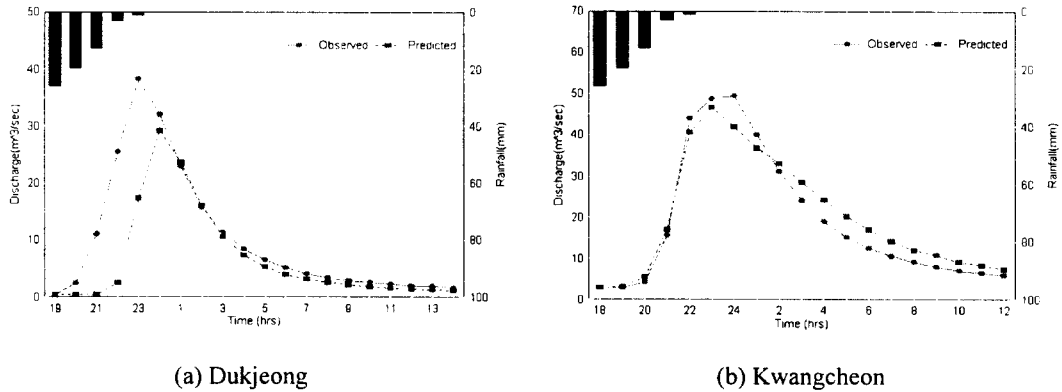 50
40
30
20
10
0
Discharge(m^3/sec)
Observed
Predicted
0
20
40
60
80
100
Rainfall(mm)
19 21 23 1 3 5 7 9 11 13
Time (hrs)
(a) Dukjeong
70
60
50
40
30
20
10
0
Discharge(m^3/sec)
Observed
Predicted
0
20
40
60
80
100
Rainfall(mm)
18 20 22 24 2 4 6 8 10 12
Time (hrs)
(b) Kwangcheon